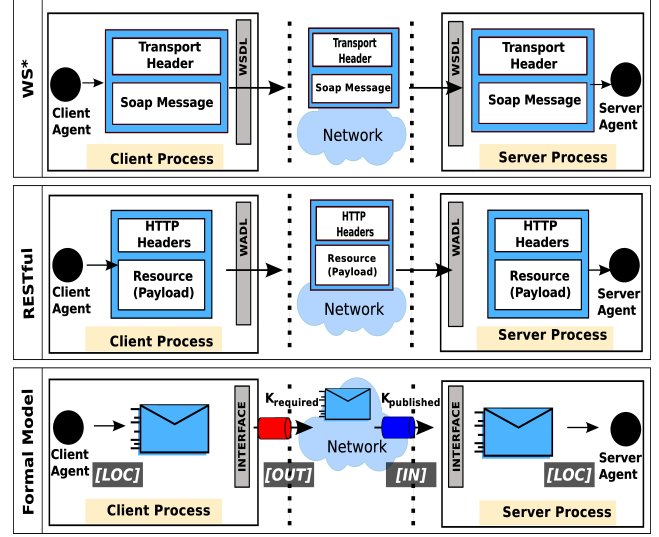 WS*
Transport
Header
Soap Message
Client
Agent
Client Process
WSDL
Transport
Header
Soap Message
Network
WSDL
Transport
Header
Soap Message
Server
Agent
Server Process
RESTful
HTTP
Headers
Resource
(Payload)
Client
Agent
Client Process
WADL
HTTP
Headers
Resource
(Payload)
Network
WADL
HTTP
Headers
Resource
(Payload)
Server
Agent
Server Process
Formal Model
Client
Agent
[LOC]
Client Process
INTERFACE
Krequired
[OUT]
Network
Kpublished
[IN]
INTERFACE
[LOC]
Server
Agent
Server Process